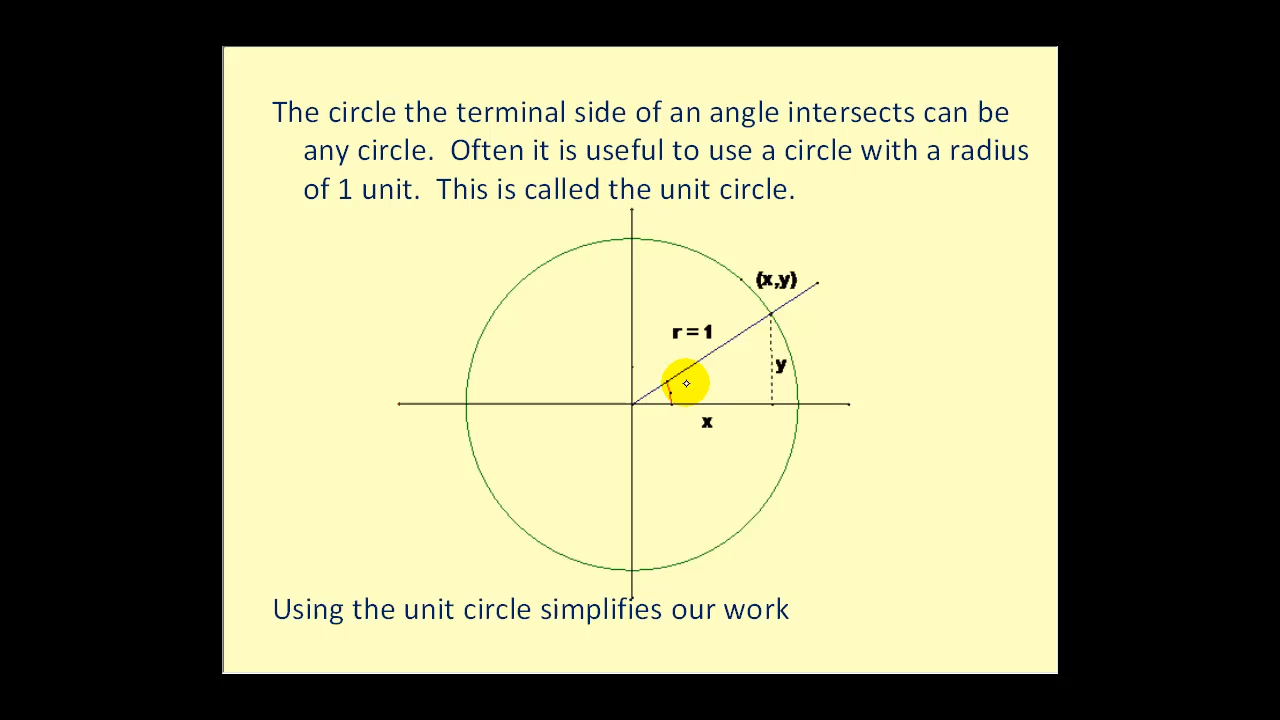 The circle the terminal side of an angle intersects can be
any circle.  Often it is useful to use a circle with a radius
of 1 unit.  This is called the unit circle.
(x,y)
r = 1
y
x
Using the unit circle simplifies our work